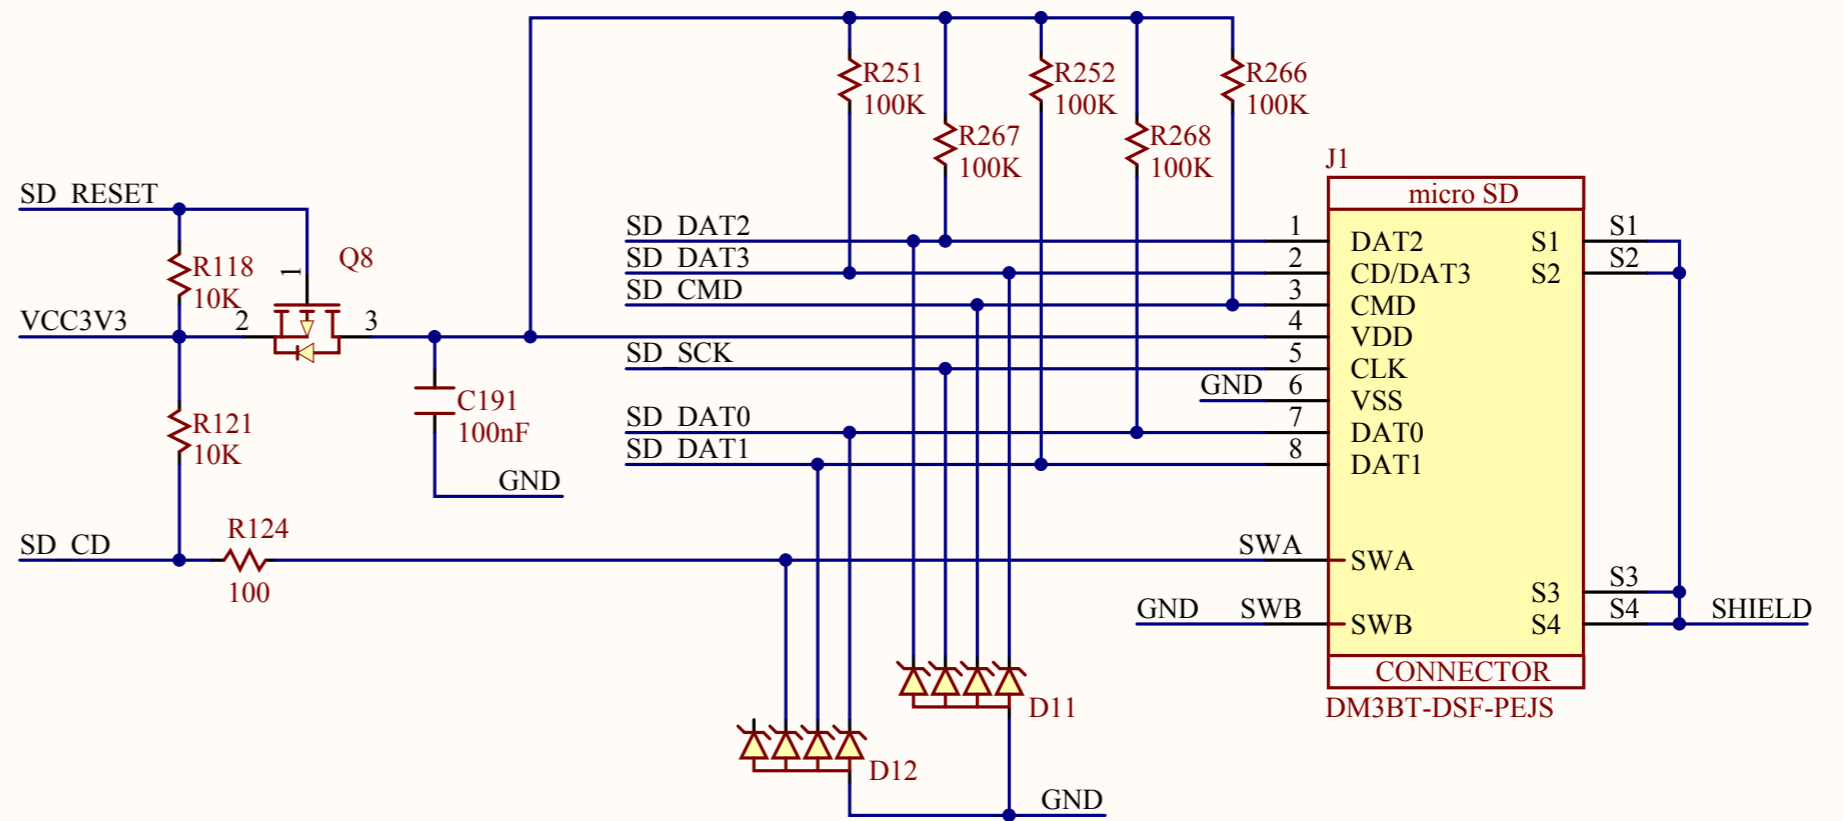 R251
100K
R252
100K
R266
100K
R267
100K
R268
100K
J1
micro SD
SD_RESET
R118
10K
1
Q8
VCC3V3
2
3
SD_DAT2
1
DAT2
S1
S1
SD_DAT3
2
CD/DAT3
S2
S2
SD_CMD
3
CMD
4
VDD
SD_SCK
5
CLK
GND
6
VSS
SD_DAT0
7
DAT0
SD_DAT1
8
DAT1
C191
100nF
GND
R121
10K
SD_CD
R124
100
SWA
SWA
S3
S3
GND
SWB
SWB
S4
S4
SHIELD
CONNECTOR
DM3BT-DSF-PEJS
D11
D12
GND